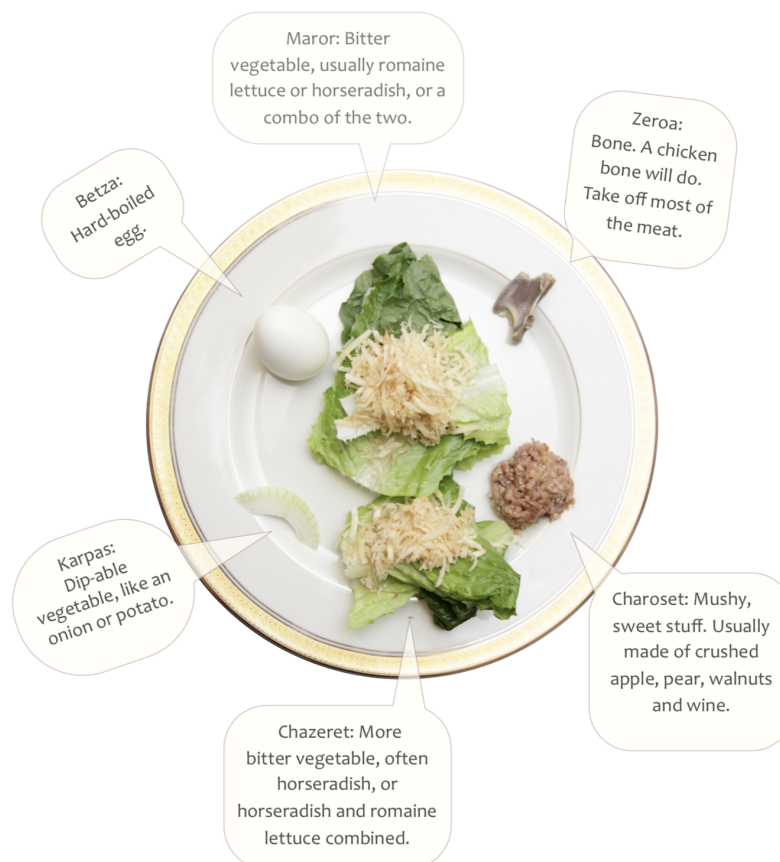 Maror: Bitter
vegetable, usually romaine
lettuce or horseradish, or a
combo of the two.
Zeroa:
Bone. A chicken
bone will do.
Take off most of
the meat.
Betza:
Hard-boiled
egg.
Karpas:
Dip-able
vegetable, like an
onion or potato.
Charoset: Mushy,
sweet stuff. Usually
made of crushed
apple, pear, walnuts
and wine.
Chazeret: More
bitter vegetable, often
horseradish, or
horseradish and romaine
lettuce combined.